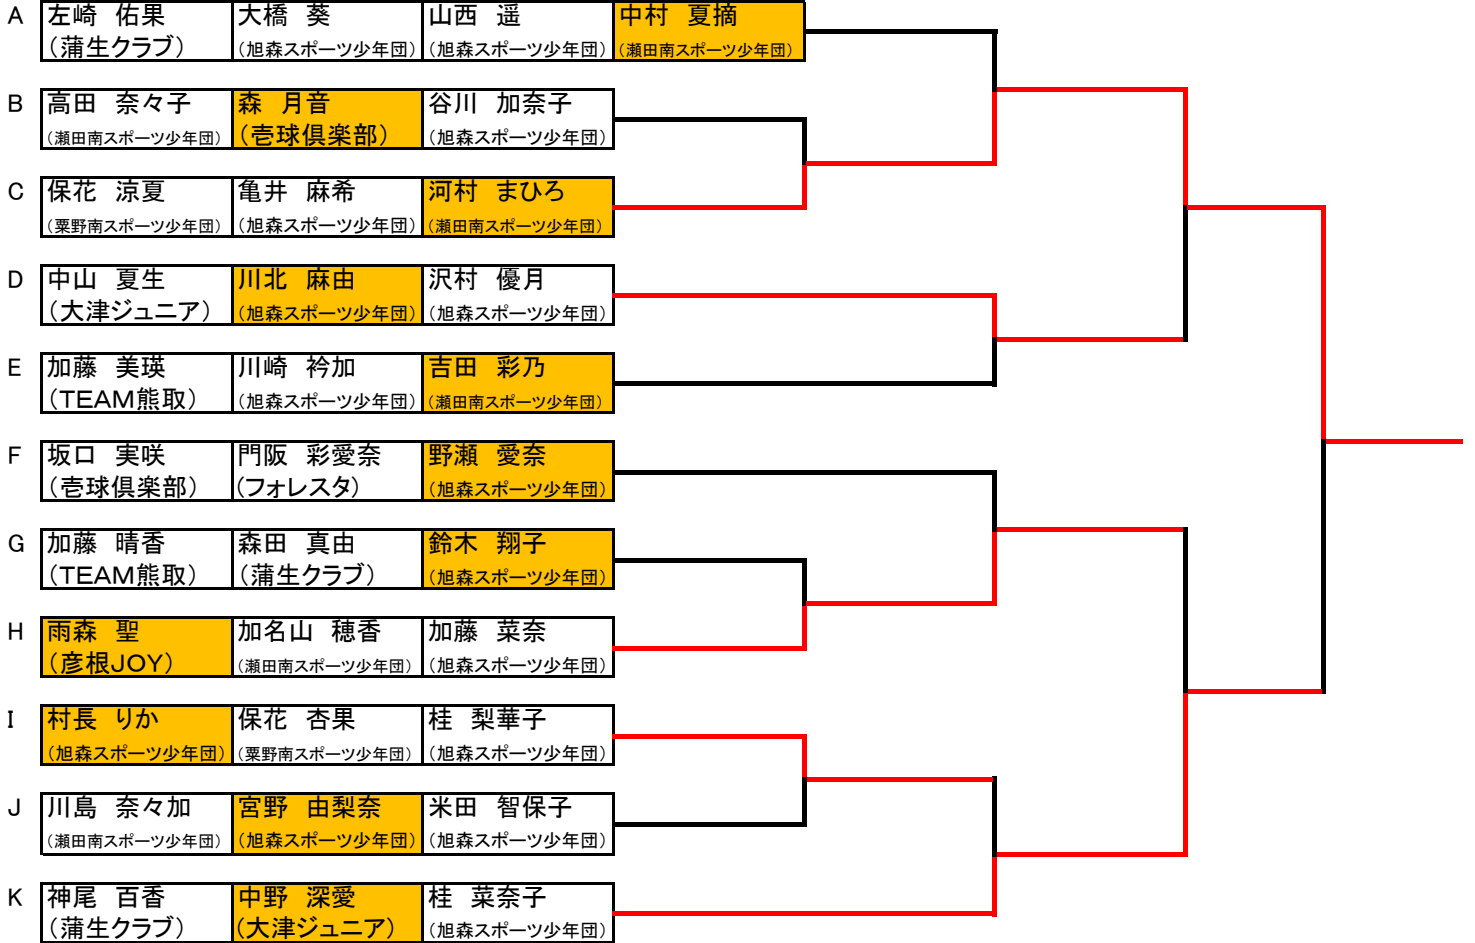 A 左崎　佑果 大橋　葵 山西　遥 中村　夏摘
（蒲生クラブ） （旭森スポーツ少年団） （旭森スポーツ少年団） （瀬田南スポーツ少年団）
B 高田　奈々子 森　月音 谷川　加奈子
（瀬田南スポーツ少年団） （壱球倶楽部） （旭森スポーツ少年団）
C 保花　涼夏 亀井　麻希 河村　まひろ
（粟野南スポーツ少年団） （旭森スポーツ少年団） （瀬田南スポーツ少年団）
D 中山　夏生 川北　麻由 沢村　優月
（大津ジュニア） （旭森スポーツ少年団） （旭森スポーツ少年団）
E 加藤　美瑛 川崎　衿加 吉田　彩乃
（TEAM熊取） （旭森スポーツ少年団） （瀬田南スポーツ少年団）
F 坂口　実咲 門阪　彩愛奈 野瀬　愛奈
（壱球倶楽部） （フォレスタ） （旭森スポーツ少年団）
G 加藤　晴香 森田　真由 鈴木　翔子
（TEAM熊取） （蒲生クラブ） （旭森スポーツ少年団）
H 雨森　聖 加名山　穂香 加藤　菜奈
（彦根JOY） （瀬田南スポーツ少年団） （旭森スポーツ少年団）
I 村長　りか 保花　杏果 桂　梨華子
（旭森スポーツ少年団） （粟野南スポーツ少年団） （旭森スポーツ少年団）
J 川島　奈々加 宮野　由梨奈 米田　智保子
（瀬田南スポーツ少年団） （旭森スポーツ少年団） （旭森スポーツ少年団）
K 神尾　百香 中野　深愛 桂　菜奈子
（蒲生クラブ） （大津ジュニア） （旭森スポーツ少年団）